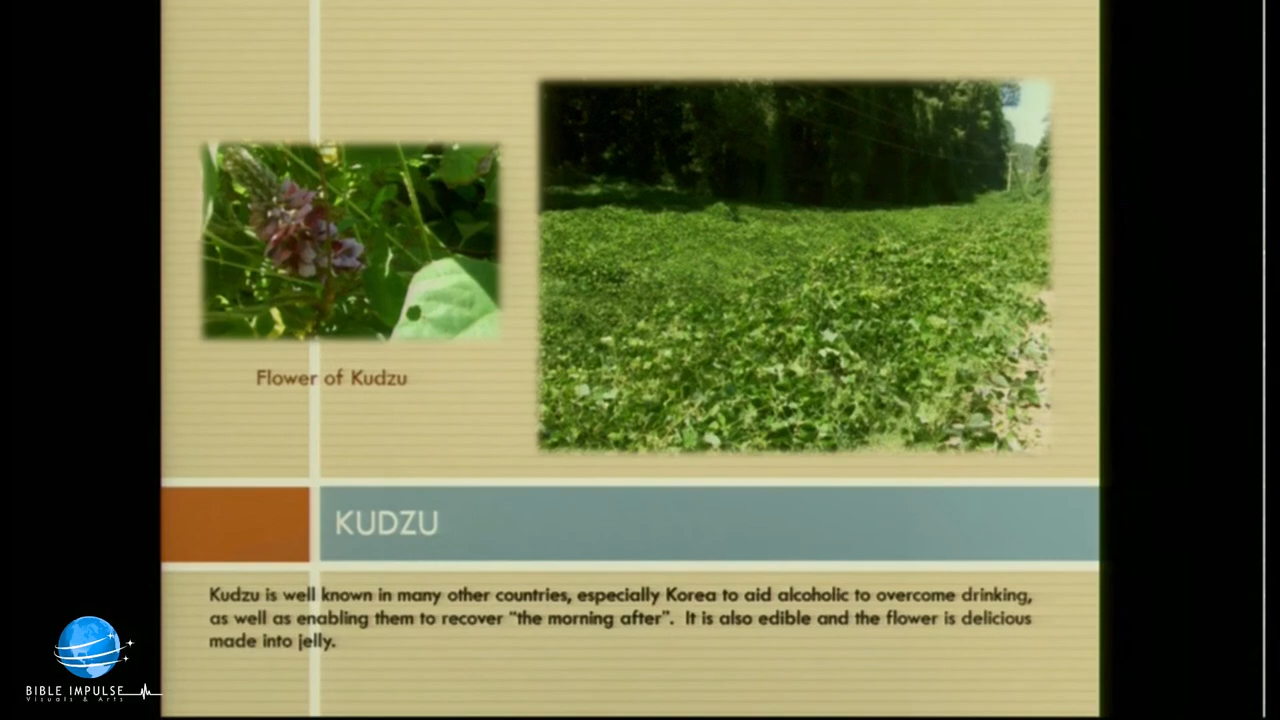 Flower of Kudzu
KUDZU
Kudzu is well known in many other countries, especially Korea to aid alcoholic to overcome drinking,
as well as enabling them to recover “the morning after”.  It is also edible and the flower is delicious
made into jelly.
BIBLE IMPULSE
Visuals & Arts